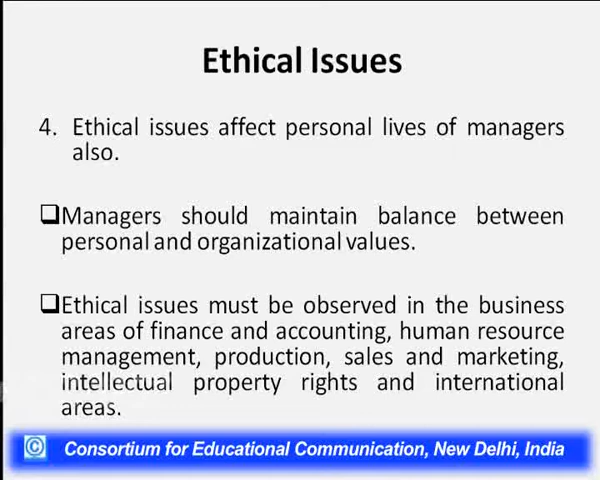 Ethical Issues
4. Ethical issues affect personal lives of managers
also.
Managers should maintain balance between
personal and organizational values.
Ethical issues must be observed in the business
areas of finance and accounting, human resource
management, production, sales and marketing,
intellectual property rights and international
areas.
© Consortium for Educational Communication, New Delhi, India